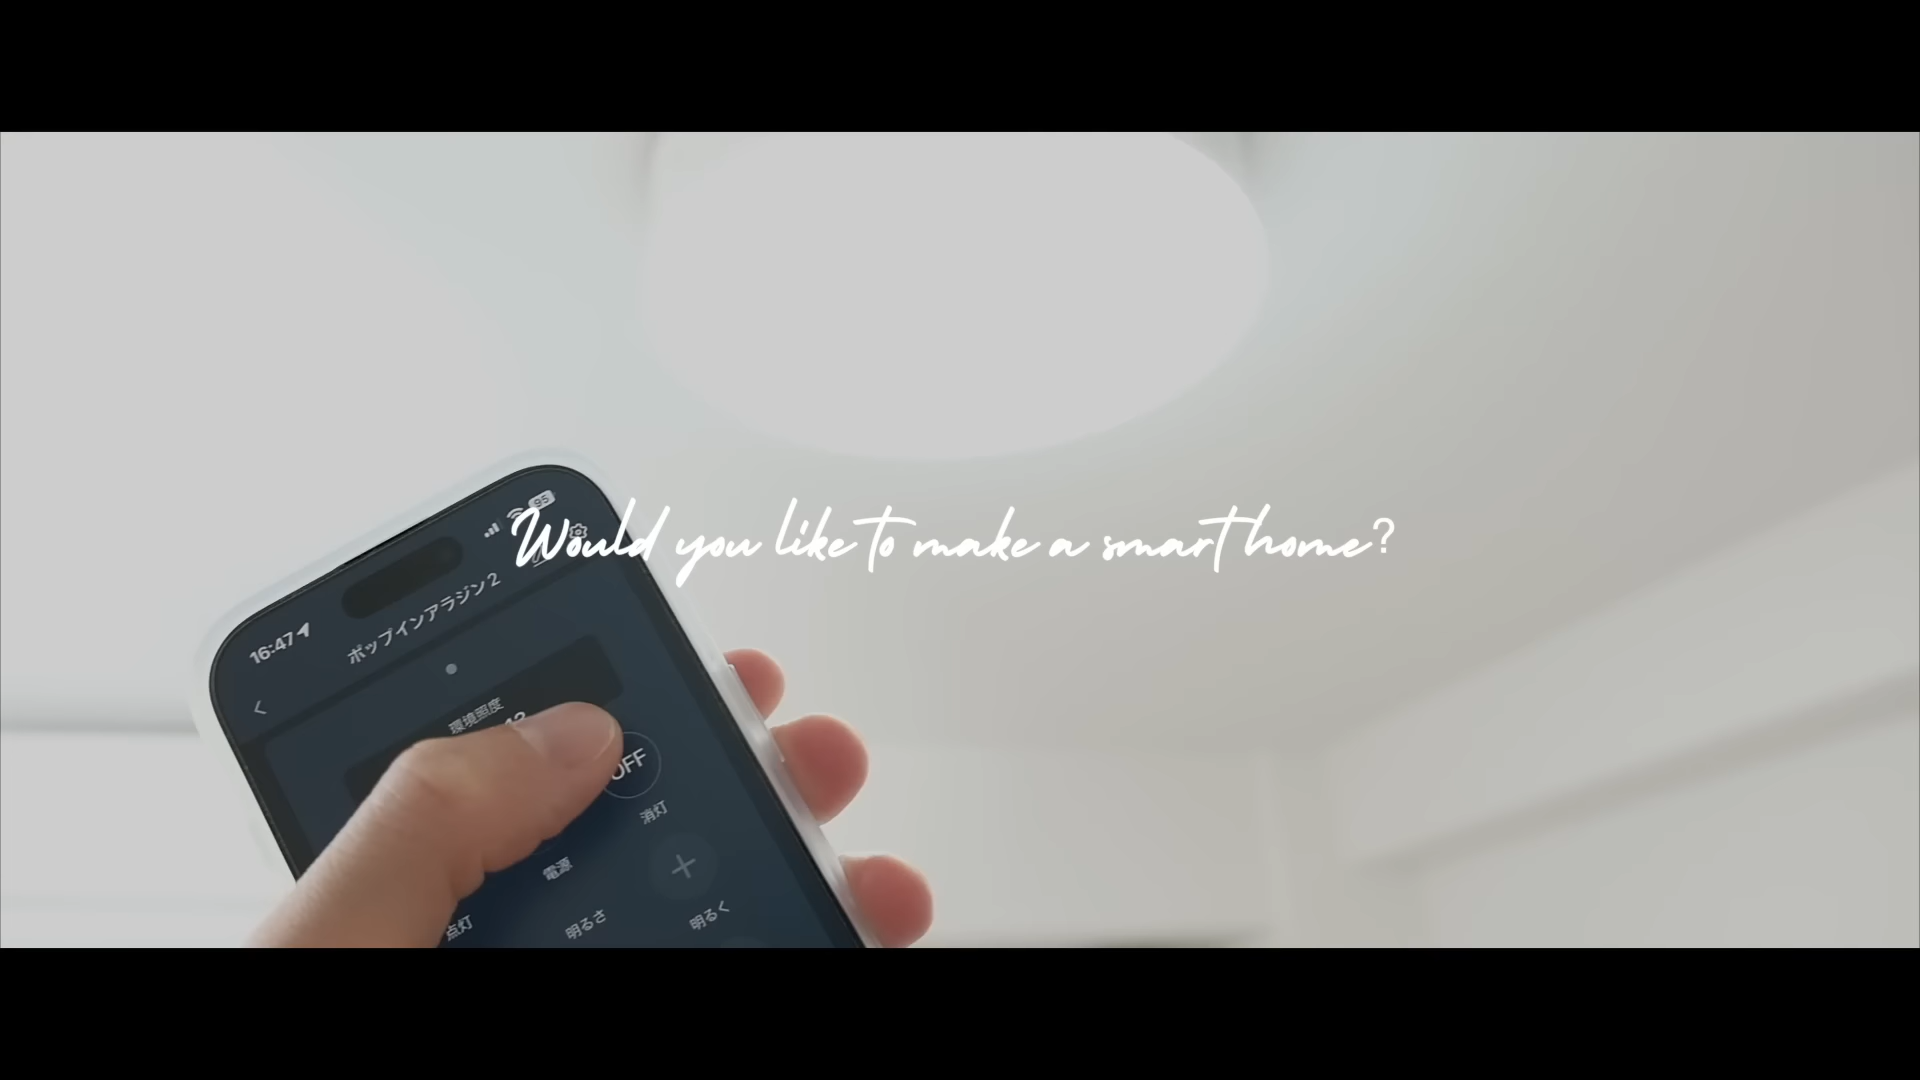 Would you like to make a smart home?
95
16:47
ポップインアラジン2
環境照度
OFF
消灯
電源
点灯
明るさ
明るく